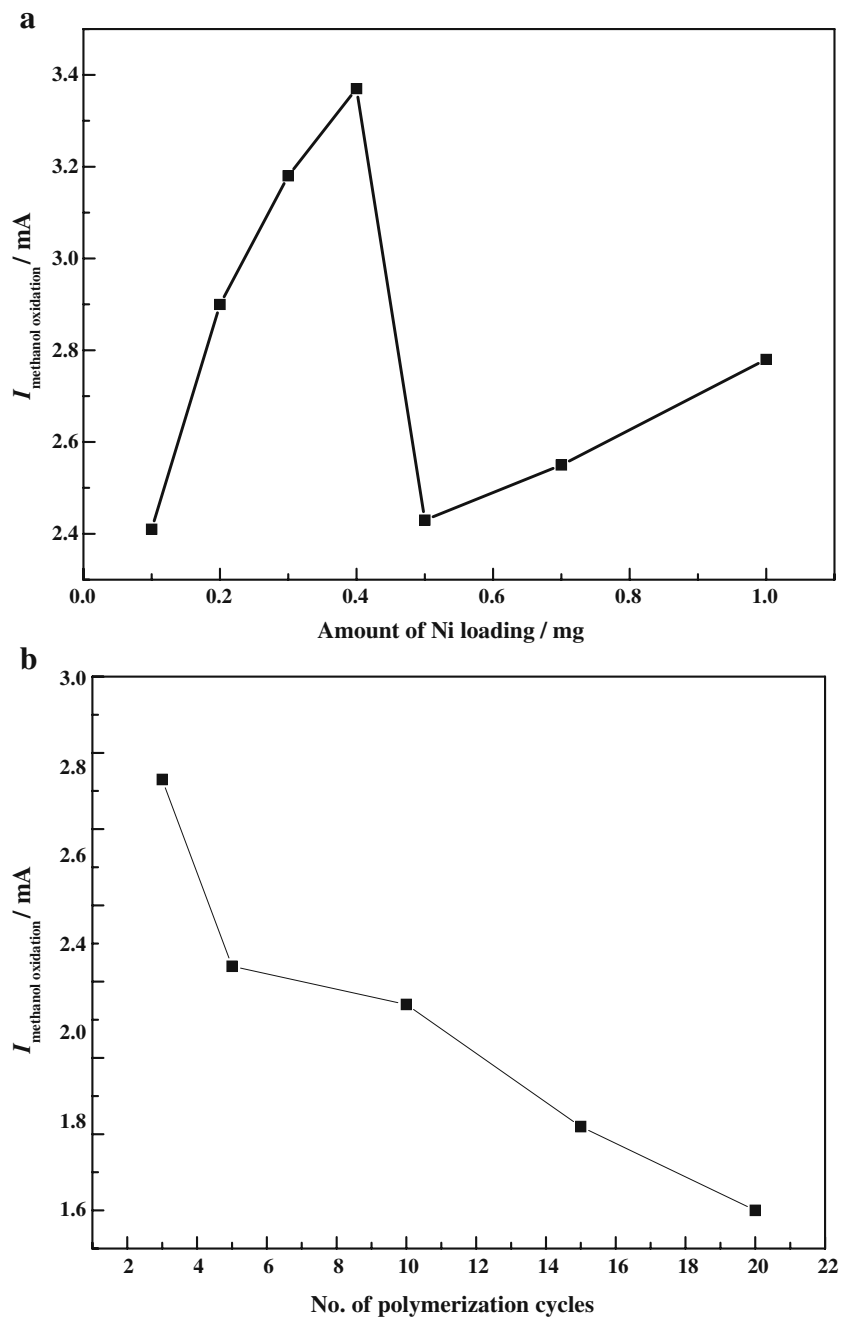 a
3.4
3.2
3.0
2.8
2.6
2.4
I methanol oxidation / mA
0.0 0.2 0.4 0.6 0.8 1.0
Amount of Ni loading / mg
b
3.0
2.8
2.6
2.4
2.0
1.8
1.6
I methanol oxidation / mA
2 4 6 8 10 12 14 16 18 20 22
No. of polymerization cycles